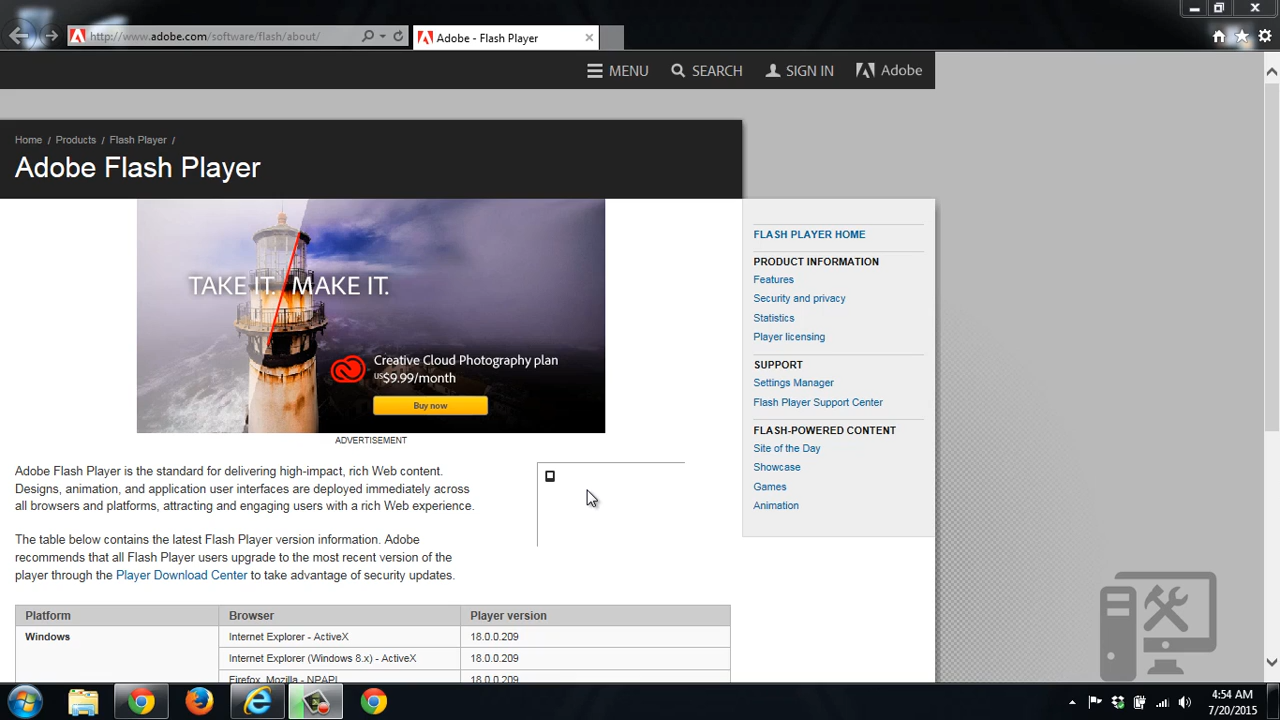 http://www.adobe.com/software/flash/about/
Adobe - Flash Player
MENU
SEARCH
SIGN IN
Adobe
Home / Products / Flash Player /
Adobe Flash Player
TAKE IT. MAKE IT.
Creative Cloud Photography plan
US$9.99/month
Buy now
ADVERTISEMENT
Adobe Flash Player is the standard for delivering high-impact, rich Web content.
Designs, animation, and application user interfaces are deployed immediately across
all browsers and platforms, attracting and engaging users with a rich Web experience.
The table below contains the latest Flash Player version information. Adobe
recommends that all Flash Player users upgrade to the most recent version of the
player through the Player Download Center to take advantage of security updates.
Platform Browser Player version
Windows Internet Explorer - ActiveX 18.0.0.209
Internet Explorer (Windows 8.x) - ActiveX 18.0.0.209
Firefox, Mozilla - NPAPI 18.0.0.209
FLASH PLAYER HOME
PRODUCT INFORMATION
Features
Security and privacy
Statistics
Player licensing
SUPPORT
Settings Manager
Flash Player Support Center
FLASH-POWERED CONTENT
Site of the Day
Showcase
Games
Animation
4:54 AM
7/20/2015